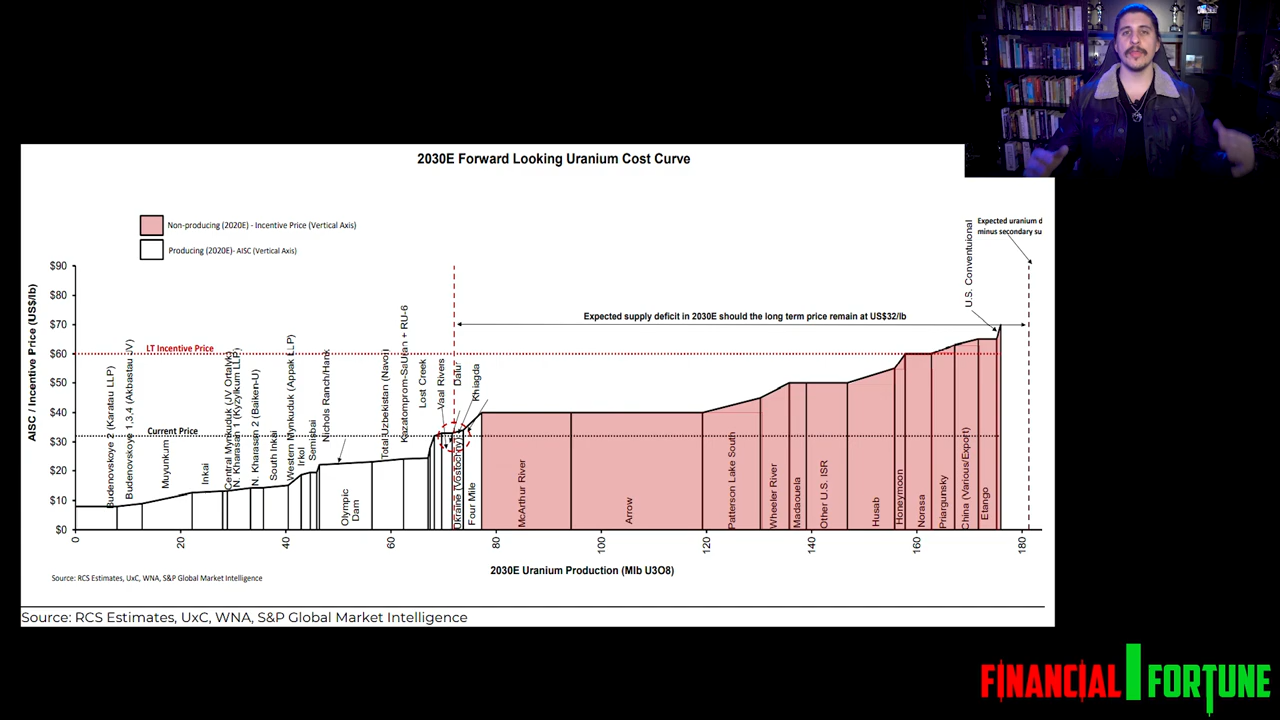 2030E Forward Looking Uranium Cost Curve
Non-producing (2020E) - Incentive Price (Vertical Axis)
Producing (2020E)- AISC (Vertical Axis)
Expected uranium d
minus secondary su
U.S. Conventuional
AISC / Incentive Price (US$/lb)
$90
$80
$70
$60
$50
$40
$30
$20
$10
$0
Expected supply deficit in 2030E should the long term price remain at US$32/lb
LT Incentive Price
Current Price
Budenovskoye 2 (Karatau LLP)
Budenovskoye 1,3,4 (Akbastau JV)
Muyunkum
Inkai
Central Mynkuduk (JV Ortalyk)
N. Kharasan 1 (Kyzylkum LLP)
N. Kharasan 2 (Baiken-U)
South Inkai
Western Mynkuduk (Appak LLP)
Irkol
Semisbai
Nichols Ranch/Hank
Olympic
Dam
Total Uzbekistan (Navoi)
Kazatomprom-SaUran + RU-6
Lost Creek
Vaal Rivers
Dalur
Khiagda
Ukraine (Vostochny)
Four Mile
McArthur River
Arrow
Patterson Lake South
Wheeler River
Madaouela
Other U.S. ISR
Husab
Honeymoon
Norasa
Priargunsky
China (Various/Export)
Etango
0
20
40
60
80
100
120
140
160
180
2030E Uranium Production (Mlb U3O8)
Source: RCS Estimates, UxC, WNA, S&P Global Market Intelligence
Source: RCS Estimates, UxC, WNA, S&P Global Market Intelligence
FINANCIAL FORTUNE